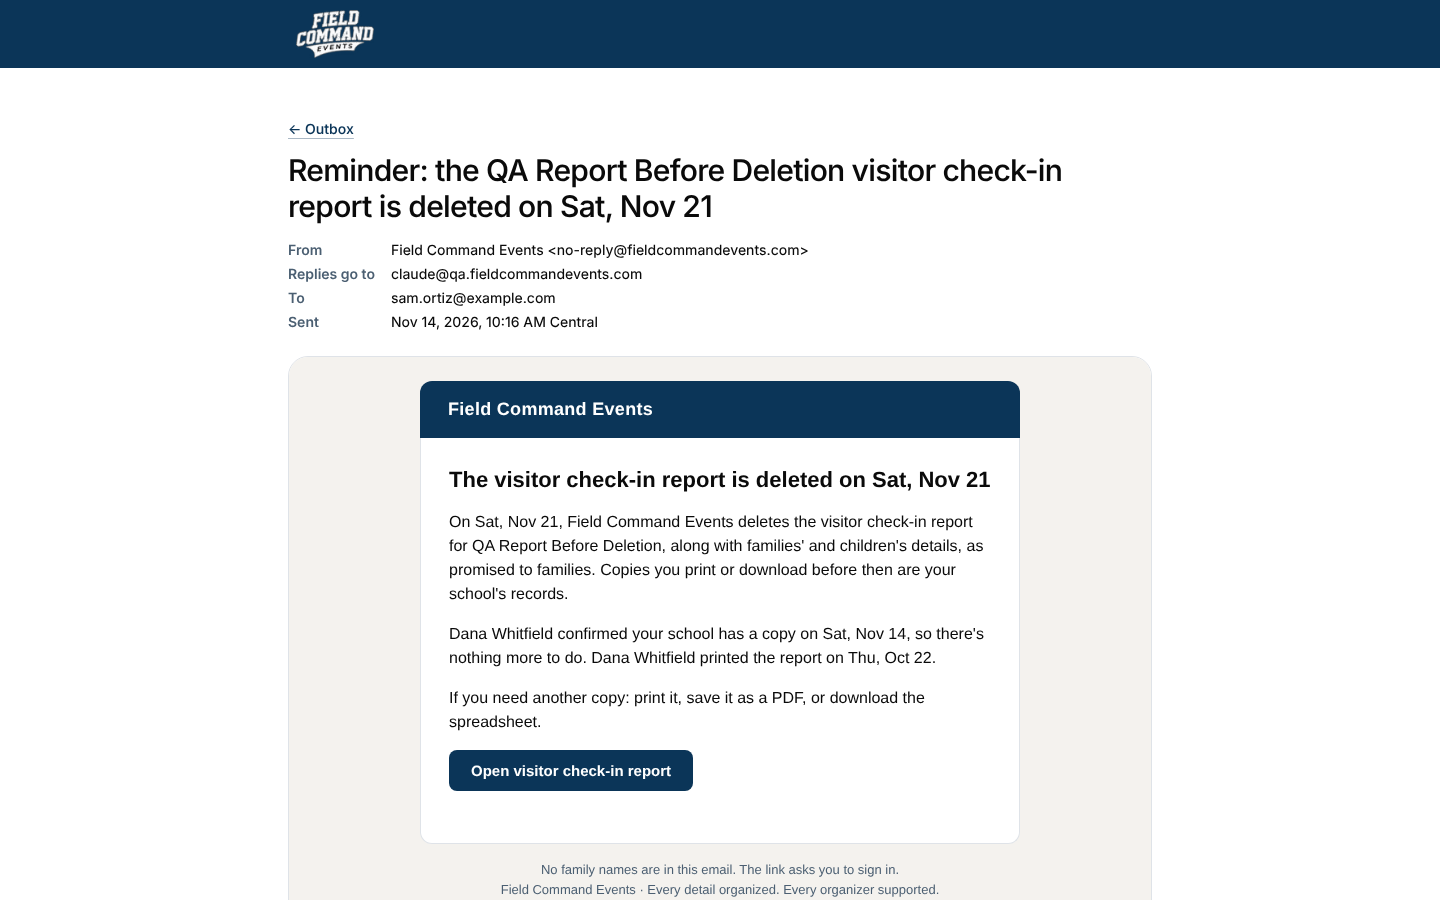 FIELD
COMMAND
EVENTS
← Outbox
Reminder: the QA Report Before Deletion visitor check-in
report is deleted on Sat, Nov 21
From Field Command Events <no-reply@fieldcommandevents.com>
Replies go to claude@qa.fieldcommandevents.com
To sam.ortiz@example.com
Sent Nov 14, 2026, 10:16 AM Central
Field Command Events
The visitor check-in report is deleted on Sat, Nov 21
On Sat, Nov 21, Field Command Events deletes the visitor check-in report
for QA Report Before Deletion, along with families' and children's details, as
promised to families. Copies you print or download before then are your
school's records.
Dana Whitfield confirmed your school has a copy on Sat, Nov 14, so there's
nothing more to do. Dana Whitfield printed the report on Thu, Oct 22.
If you need another copy: print it, save it as a PDF, or download the
spreadsheet.
Open visitor check-in report
No family names are in this email. The link asks you to sign in.
Field Command Events · Every detail organized. Every organizer supported.